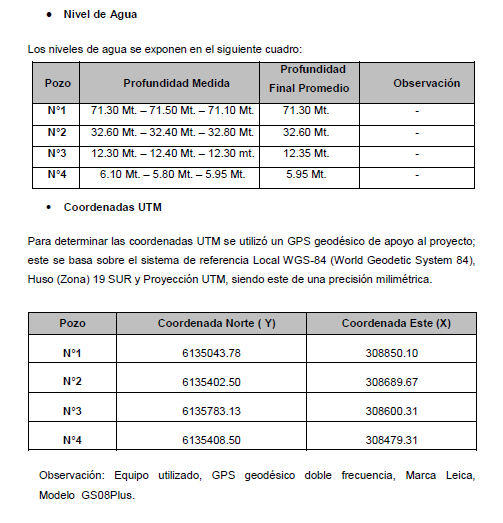 • Nivel de Agua
Los niveles de agua se exponen en el siguiente cuadro:
Pozo Profundidad Medida Profundidad Final Promedio Observación
N°1 71.30 Mt. – 71.50 Mt. – 71.10 Mt. 71.30 Mt. -
N°2 32.60 Mt. – 32.40 Mt. – 32.80 Mt. 32.60 Mt. -
N°3 12.30 Mt. – 12.40 Mt. – 12.30 mt. 12.35 Mt. -
N°4 6.10 Mt. – 5.80 Mt. – 5.95 Mt. 5.95 Mt. -
• Coordenadas UTM
Para determinar las coordenadas UTM se utilizó un GPS geodésico de apoyo al proyecto;
este se basa sobre el sistema de referencia Local WGS-84 (World Geodetic System 84),
Huso (Zona) 19 SUR y Proyección UTM, siendo este de una precisión milimétrica.
Pozo Coordenada Norte ( Y) Coordenada Este (X)
N°1 6135043.78 308850.10
N°2 6135402.50 308689.67
N°3 6135783.13 308600.31
N°4 6135408.50 308479.31
Observación: Equipo utilizado, GPS geodésico doble frecuencia, Marca Leica,
Modelo GS08Plus.